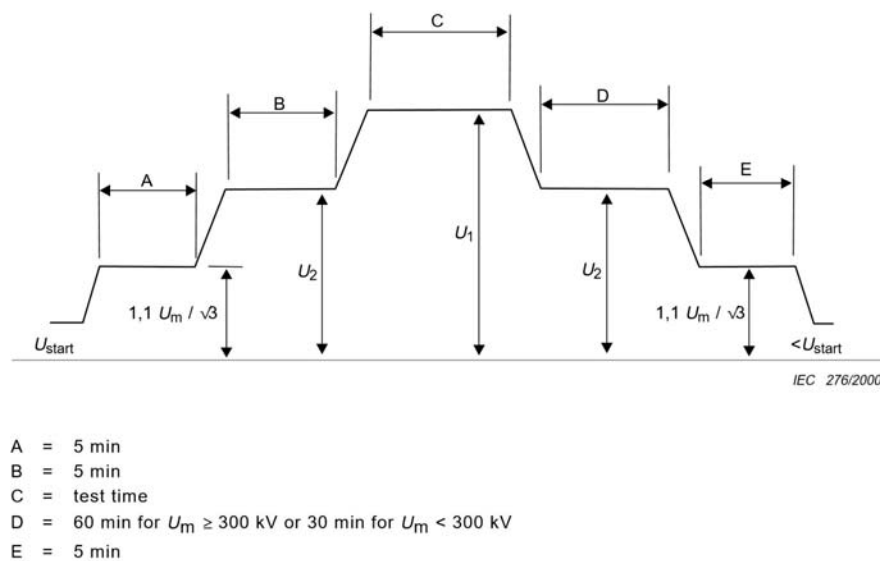 C
B
D
A
E
U1
U2
U2
1,1 Um / √3
1,1 Um / √3
Ustart
<Ustart
IEC 276/2000
A = 5 min
B = 5 min
C = test time
D = 60 min for Um ≥ 300 kV or 30 min for Um < 300 kV
E = 5 min